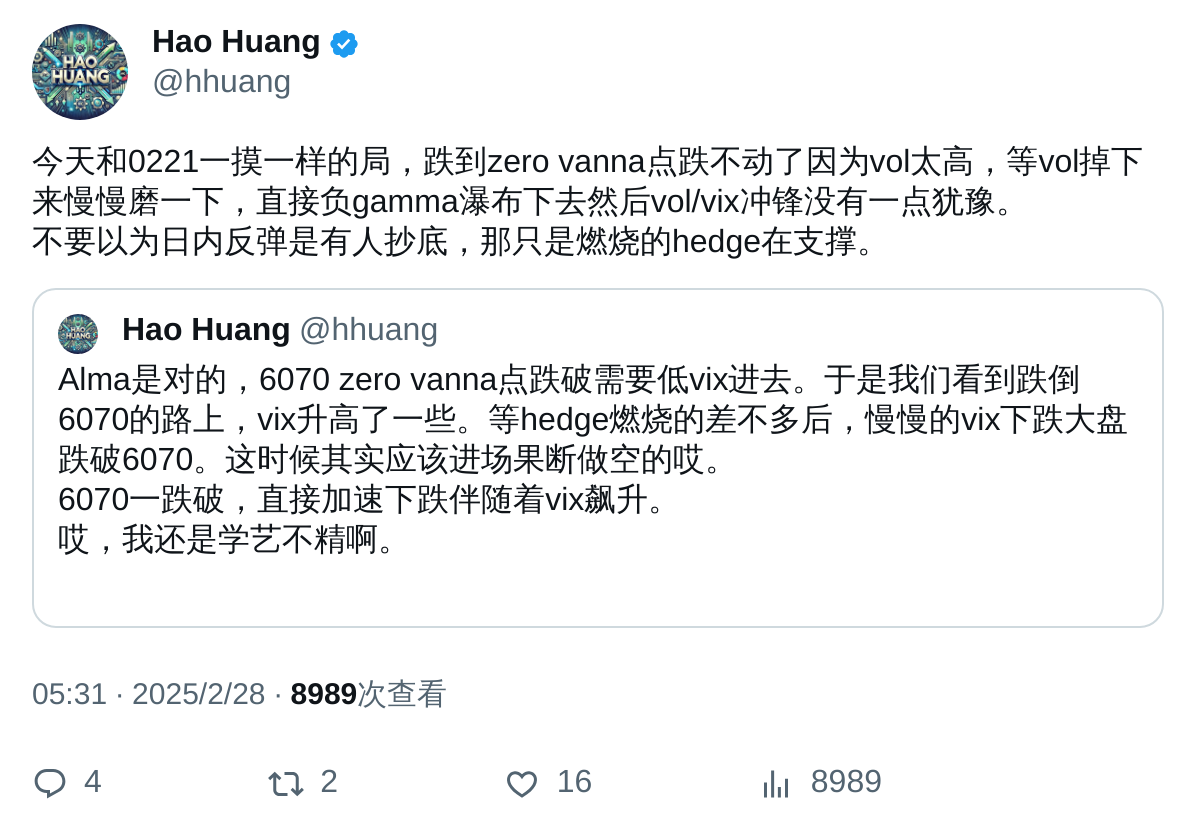 HAO
HUANG
Hao Huang
@hhuang
今天和0221一摸一样的局，跌到zero vanna点跌不动了因为vol太高，等vol掉下
来慢慢磨一下，直接负gamma瀑布下去然后vol/vix冲锋没有一点犹豫。
不要以为日内反弹是有人抄底，那只是燃烧的hedge在支撑。
HAO
HUANG
Hao Huang @hhuang
Alma是对的，6070 zero vanna点跌破需要低vix进去。于是我们看到跌倒
6070的路上，vix升高了一些。等hedge燃烧的差不多后，慢慢的vix下跌大盘
跌破6070。这时候其实应该进场果断做空的哎。
6070一跌破，直接加速下跌伴随着vix飙升。
哎，我还是学艺不精啊。
05:31 · 2025/2/28 · 8989次查看
4 2 16 8989